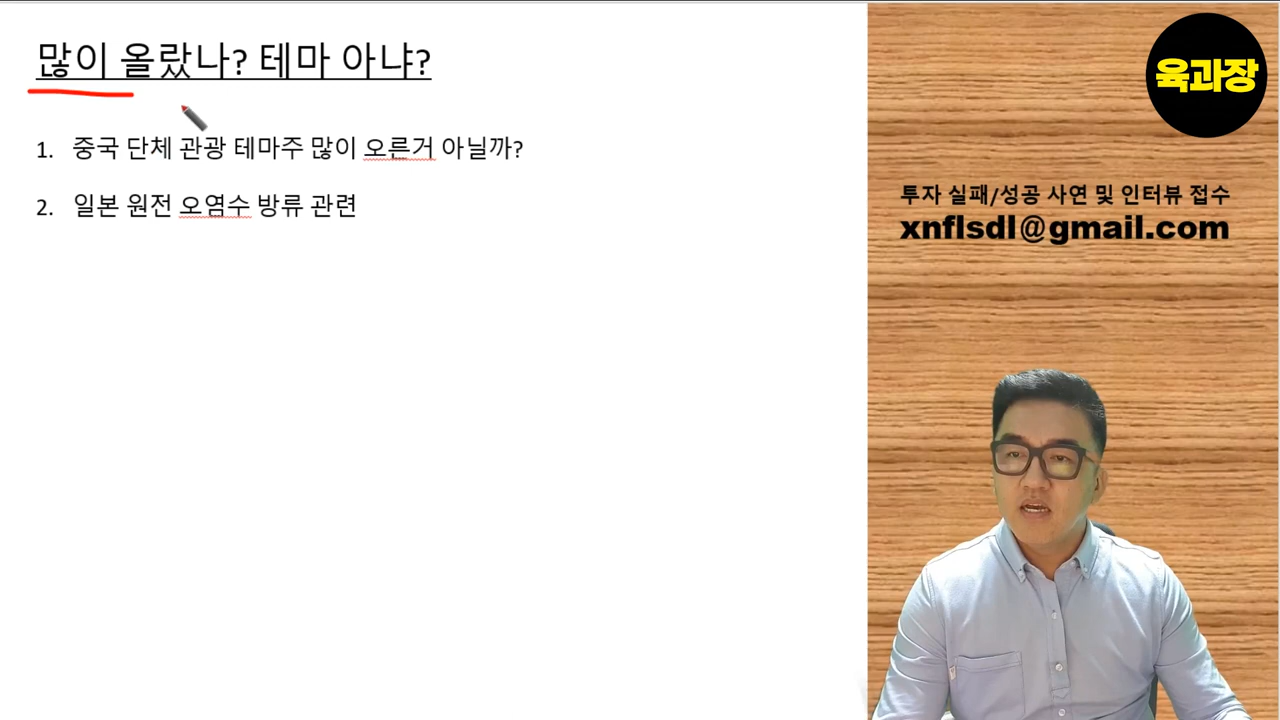 많이 올랐나? 테마 아냐?
1. 중국 단체 관광 테마주 많이 오른거 아닐까?
2. 일본 원전 오염수 방류 관련
육과장
투자 실패/성공 사연 및 인터뷰 접수
xnflsdl@gmail.com